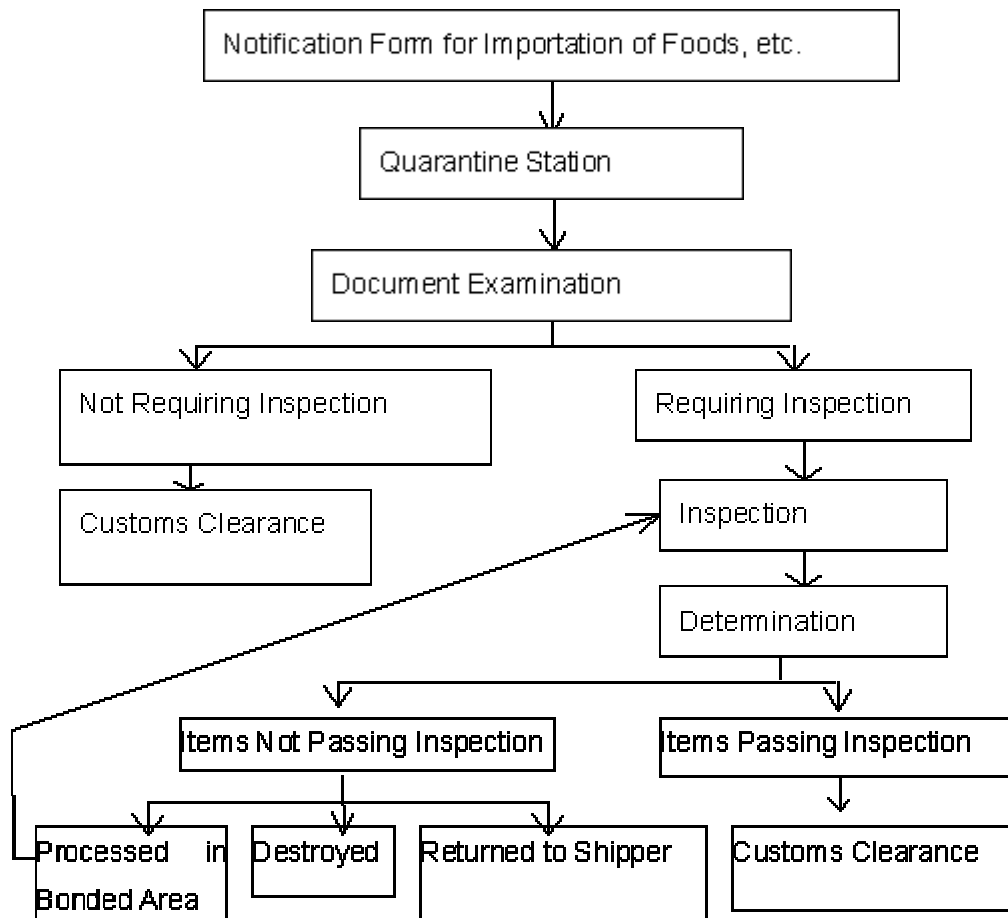 Notification Form for Importation of Foods, etc.
Quarantine Station
Document Examination
Not Requiring Inspection
Requiring Inspection
Customs Clearance
Inspection
Determination
Items Not Passing Inspection
Items Passing Inspection
Processed in
Bonded Area
Destroyed
Returned to Shipper
Customs Clearance